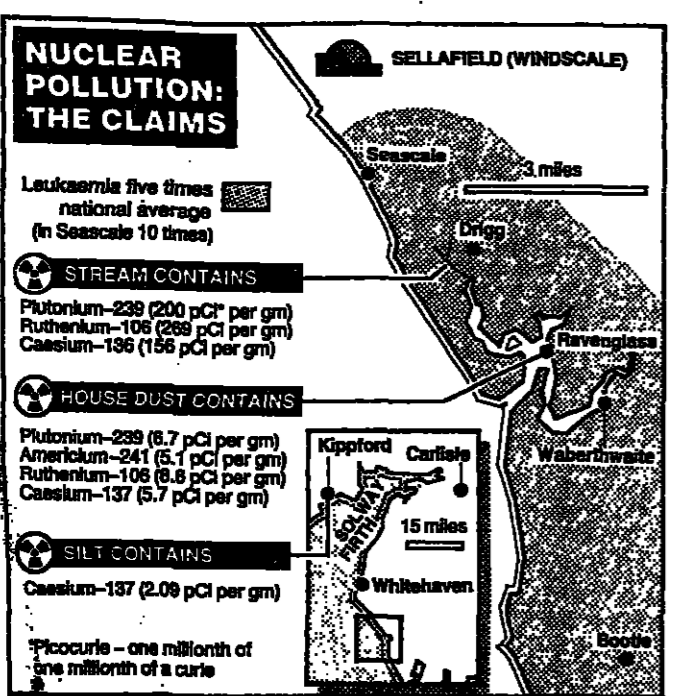 NUCLEAR
POLLUTION:
THE CLAIMS
SELLAFIELD (WINDSCALE)
Leukaemia five times
national average
(in Seascale 10 times)
Seascale
3 miles
Drigg
STREAM CONTAINS
Plutonium–239 (200 pCi* per gm)
Ruthenium–106 (269 pCi per gm)
Caesium–136 (156 pCi per gm)
Ravenglass
HOUSE DUST CONTAINS
Plutonium–239 (6.7 pCi per gm)
Americium–241 (5.1 pCi per gm)
Ruthenium–106 (6.6 pCi per gm)
Caesium–137 (5.7 pCi per gm)
Waberthwaite
Kippford
Carlisle
SOLWAY
FIRTH
15 miles
SILT CONTAINS
Caesium–137 (2.09 pCi per gm)
Whitehaven
*Picocurie – one millionth of
one millionth of a curie
Bootle